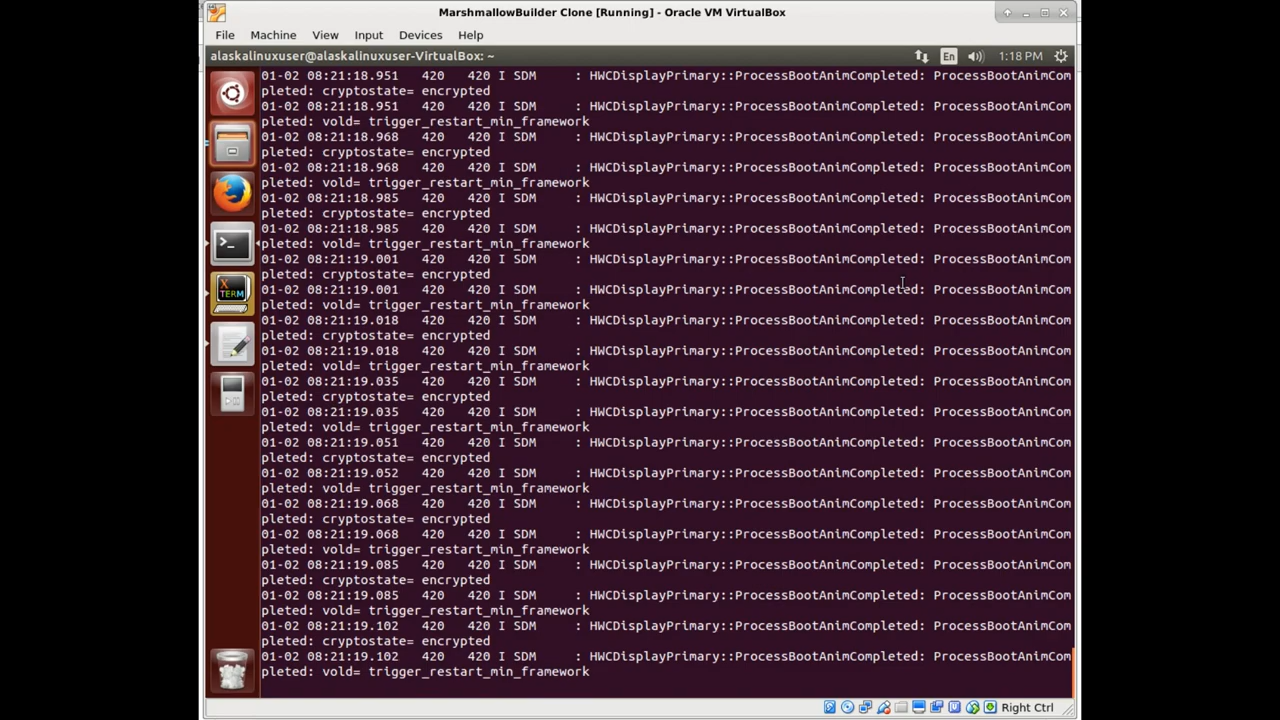 MarshmallowBuilder Clone [Running] - Oracle VM VirtualBox
File Machine View Input Devices Help
alaskalinuxuser@alaskalinuxuser-VirtualBox: ~ En 1:18 PM
01-02 08:21:18.951 420 420 I SDM : HWCDisplayPrimary::ProcessBootAnimCompleted: ProcessBootAnimCom
pleted: cryptostate= encrypted
01-02 08:21:18.951 420 420 I SDM : HWCDisplayPrimary::ProcessBootAnimCompleted: ProcessBootAnimCom
pleted: vold= trigger_restart_min_framework
01-02 08:21:18.968 420 420 I SDM : HWCDisplayPrimary::ProcessBootAnimCompleted: ProcessBootAnimCom
pleted: cryptostate= encrypted
01-02 08:21:18.968 420 420 I SDM : HWCDisplayPrimary::ProcessBootAnimCompleted: ProcessBootAnimCom
pleted: vold= trigger_restart_min_framework
01-02 08:21:18.985 420 420 I SDM : HWCDisplayPrimary::ProcessBootAnimCompleted: ProcessBootAnimCom
pleted: cryptostate= encrypted
01-02 08:21:18.985 420 420 I SDM : HWCDisplayPrimary::ProcessBootAnimCompleted: ProcessBootAnimCom
pleted: vold= trigger_restart_min_framework
01-02 08:21:19.001 420 420 I SDM : HWCDisplayPrimary::ProcessBootAnimCompleted: ProcessBootAnimCom
pleted: cryptostate= encrypted
01-02 08:21:19.001 420 420 I SDM : HWCDisplayPrimary::ProcessBootAnimCompleted: ProcessBootAnimCom
pleted: vold= trigger_restart_min_framework
01-02 08:21:19.018 420 420 I SDM : HWCDisplayPrimary::ProcessBootAnimCompleted: ProcessBootAnimCom
pleted: cryptostate= encrypted
01-02 08:21:19.018 420 420 I SDM : HWCDisplayPrimary::ProcessBootAnimCompleted: ProcessBootAnimCom
pleted: vold= trigger_restart_min_framework
01-02 08:21:19.035 420 420 I SDM : HWCDisplayPrimary::ProcessBootAnimCompleted: ProcessBootAnimCom
pleted: cryptostate= encrypted
01-02 08:21:19.035 420 420 I SDM : HWCDisplayPrimary::ProcessBootAnimCompleted: ProcessBootAnimCom
pleted: vold= trigger_restart_min_framework
01-02 08:21:19.051 420 420 I SDM : HWCDisplayPrimary::ProcessBootAnimCompleted: ProcessBootAnimCom
pleted: cryptostate= encrypted
01-02 08:21:19.052 420 420 I SDM : HWCDisplayPrimary::ProcessBootAnimCompleted: ProcessBootAnimCom
pleted: vold= trigger_restart_min_framework
01-02 08:21:19.068 420 420 I SDM : HWCDisplayPrimary::ProcessBootAnimCompleted: ProcessBootAnimCom
pleted: cryptostate= encrypted
01-02 08:21:19.068 420 420 I SDM : HWCDisplayPrimary::ProcessBootAnimCompleted: ProcessBootAnimCom
pleted: vold= trigger_restart_min_framework
01-02 08:21:19.085 420 420 I SDM : HWCDisplayPrimary::ProcessBootAnimCompleted: ProcessBootAnimCom
pleted: cryptostate= encrypted
01-02 08:21:19.085 420 420 I SDM : HWCDisplayPrimary::ProcessBootAnimCompleted: ProcessBootAnimCom
pleted: vold= trigger_restart_min_framework
01-02 08:21:19.102 420 420 I SDM : HWCDisplayPrimary::ProcessBootAnimCompleted: ProcessBootAnimCom
pleted: cryptostate= encrypted
01-02 08:21:19.102 420 420 I SDM : HWCDisplayPrimary::ProcessBootAnimCompleted: ProcessBootAnimCom
pleted: vold= trigger_restart_min_framework
X TERM
Right Ctrl